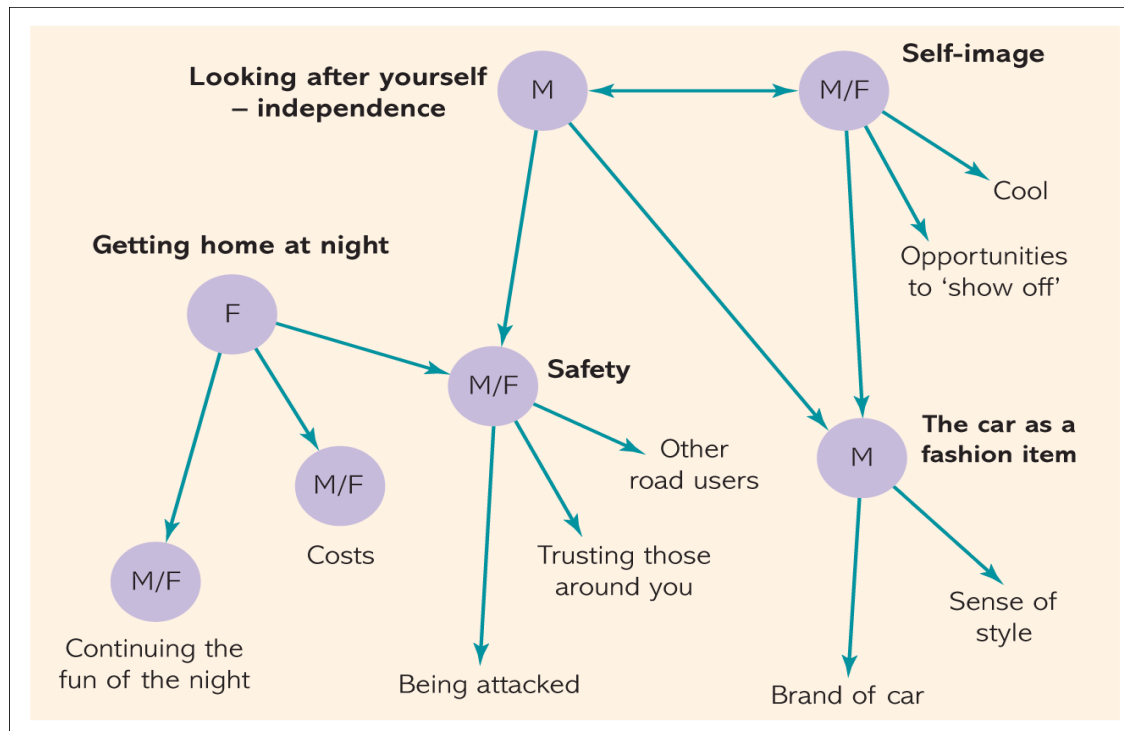 Self-image
Looking after yourself
– independence
M
M/F
Cool
Opportunities
to ‘show off’
Getting home at night
F
M/F
Safety
The car as a
fashion item
M
Other
road users
M/F
Costs
Trusting those
around you
M/F
Continuing the
fun of the night
Being attacked
Sense of
style
Brand of car